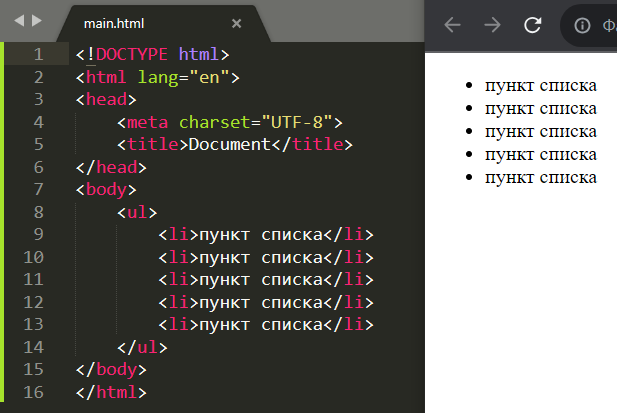 main.html
1 <!DOCTYPE html>
2 <html lang="en">
3 <head>
4 <meta charset="UTF-8">
5 <title>Document</title>
6 </head>
7 <body>
8 <ul>
9 <li>пункт списка</li>
10 <li>пункт списка</li>
11 <li>пункт списка</li>
12 <li>пункт списка</li>
13 <li>пункт списка</li>
14 </ul>
15 </body>
16 </html>
пункт списка
пункт списка
пункт списка
пункт списка
пункт списка